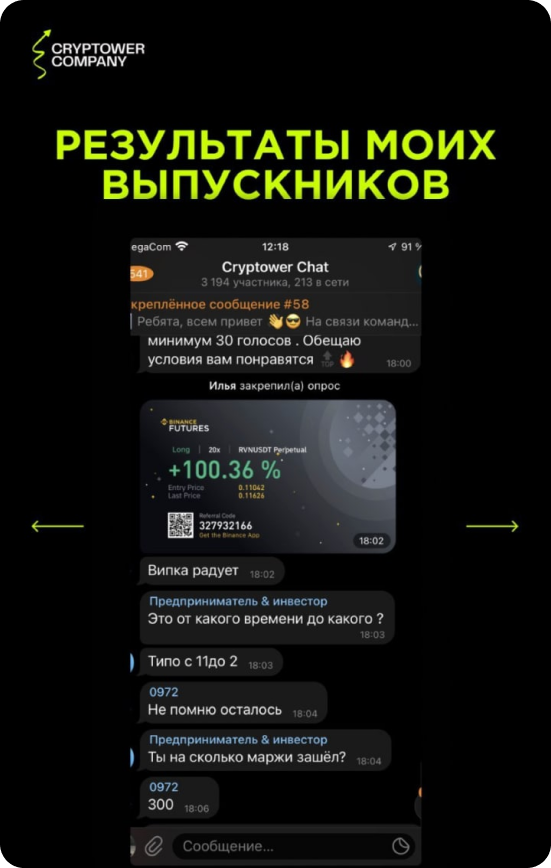 CRYPTOWER
COMPANY
РЕЗУЛЬТАТЫ МОИХ
ВЫПУСКНИКОВ
egaCom 12:18 91 %
541
Cryptower Chat
3 194 участника, 213 в сети
креплённое сообщение #58
Ребята, всем привет 👋😎 На связи команд...
минимум 30 голосов . Обещаю
условия вам понравятся 🔝🔥 18:00
Илья закрепил(а) опрос
BINANCE
FUTURES
Long | 20x | RVNUSDT Perpetual
+100.36 %
Entry Price 0.11042
Last Price 0.11626
Referral Code
327932166
Get the Binance App
18:02
Випка радует 18:02
Предприниматель & инвестор
Это от какого времени до какого ?
18:03
Типо с 11до 2 18:03
0972
Не помню осталось 18:04
Предприниматель & инвестор
Ты на сколько маржи зашёл? 18:04
0972
300 18:06
Сообщение...